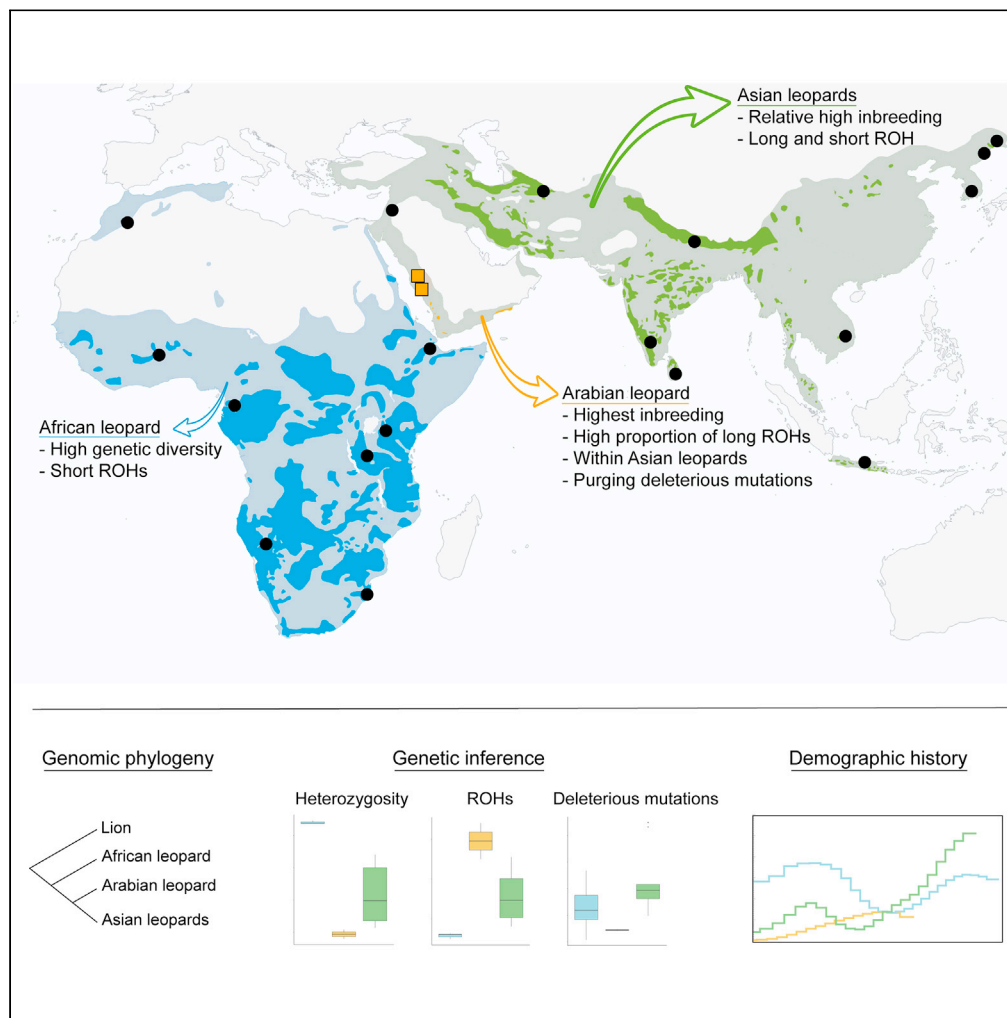 Asian leopards
- Relative high inbreeding
- Long and short ROH
Arabian leopard
- Highest inbreeding
- High proportion of long ROHs
- Within Asian leopards
- Purging deleterious mutations
African leopard
- High genetic diversity
- Short ROHs
Genomic phylogeny
Lion
African leopard
Arabian leopard
Asian leopards
Genetic inference
Heterozygosity
ROHs
Deleterious mutations
Demographic history